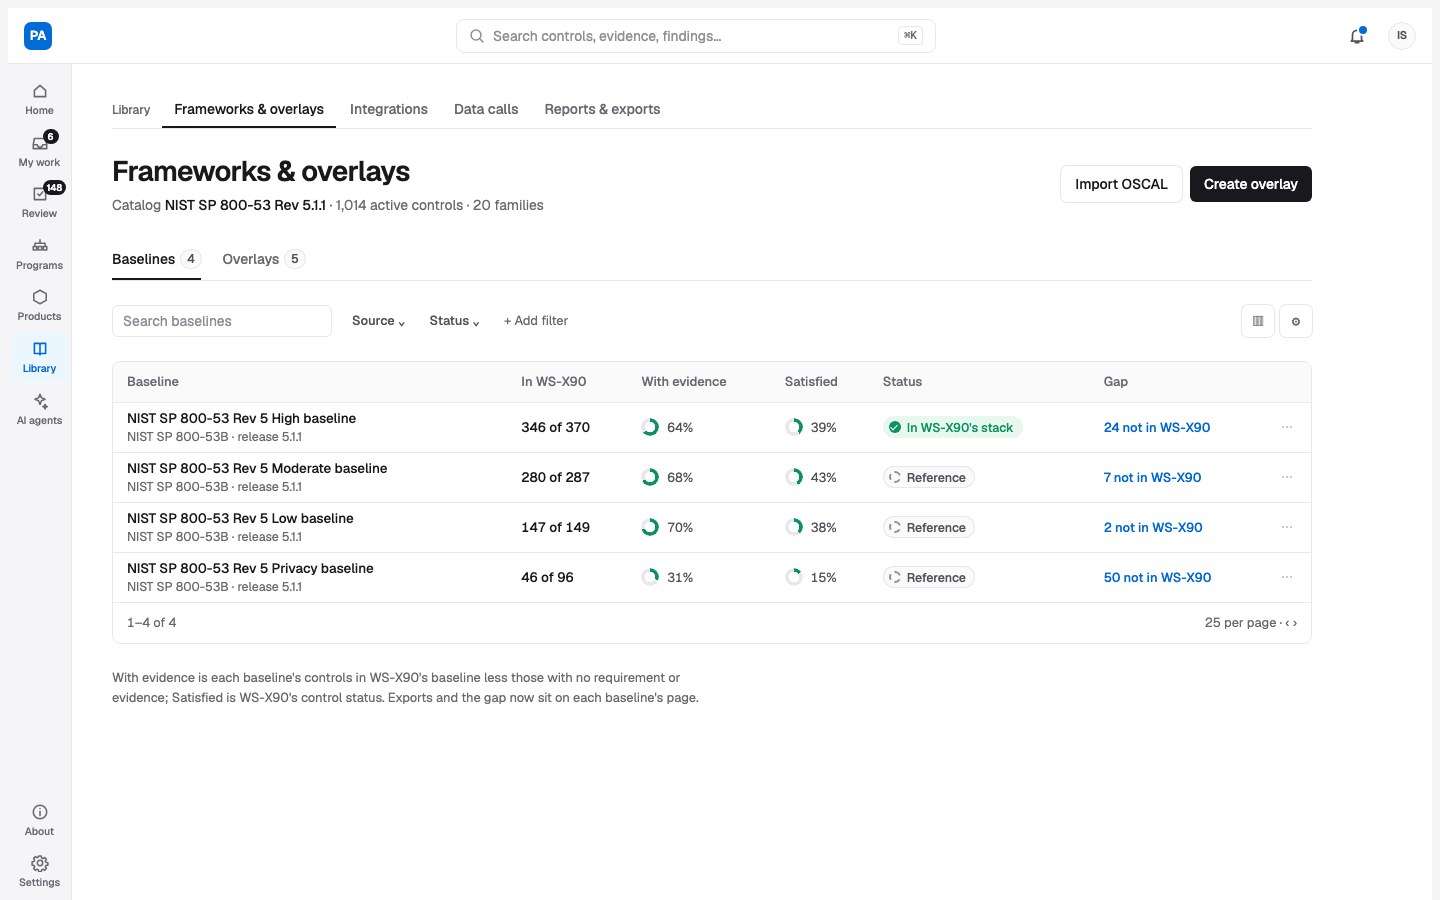 PA
Search controls, evidence, findings... ⌘K
IS
Home
6
My work
148
Review
Programs
Products
Library
AI agents
About
Settings
Library Frameworks & overlays Integrations Data calls Reports & exports
Frameworks & overlays
Catalog NIST SP 800-53 Rev 5.1.1 · 1,014 active controls · 20 families
Import OSCAL Create overlay
Baselines 4 Overlays 5
Search baselines Source Status + Add filter
Baseline In WS-X90 With evidence Satisfied Status Gap
NIST SP 800-53 Rev 5 High baseline
NIST SP 800-53B · release 5.1.1
346 of 370 64% 39% In WS-X90's stack 24 not in WS-X90 ···
NIST SP 800-53 Rev 5 Moderate baseline
NIST SP 800-53B · release 5.1.1
280 of 287 68% 43% Reference 7 not in WS-X90 ···
NIST SP 800-53 Rev 5 Low baseline
NIST SP 800-53B · release 5.1.1
147 of 149 70% 38% Reference 2 not in WS-X90 ···
NIST SP 800-53 Rev 5 Privacy baseline
NIST SP 800-53B · release 5.1.1
46 of 96 31% 15% Reference 50 not in WS-X90 ···
1–4 of 4 25 per page · ‹ ›
With evidence is each baseline's controls in WS-X90's baseline less those with no requirement or
evidence; Satisfied is WS-X90's control status. Exports and the gap now sit on each baseline's page.